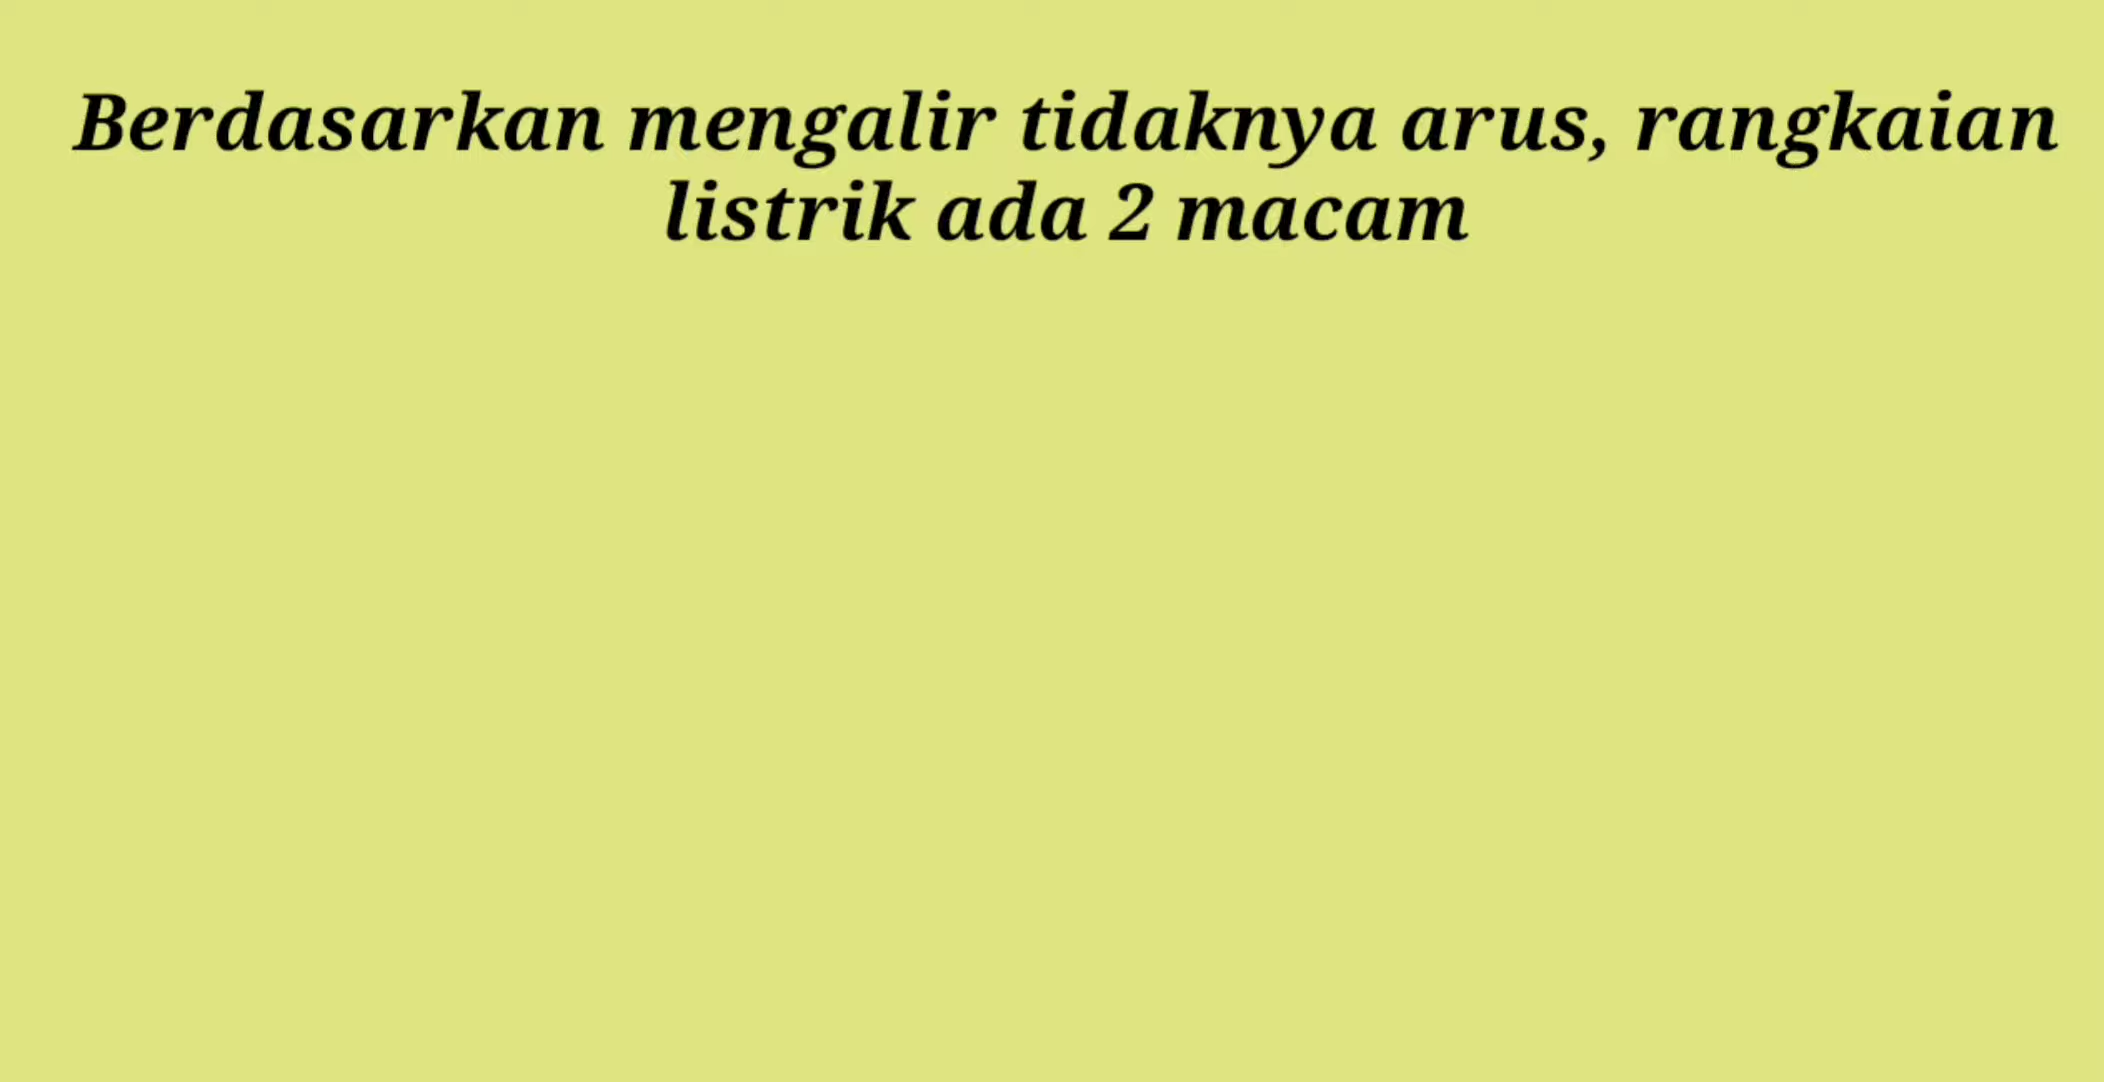 Berdasarkan mengalir tidaknya arus, rangkaian
listrik ada 2 macam